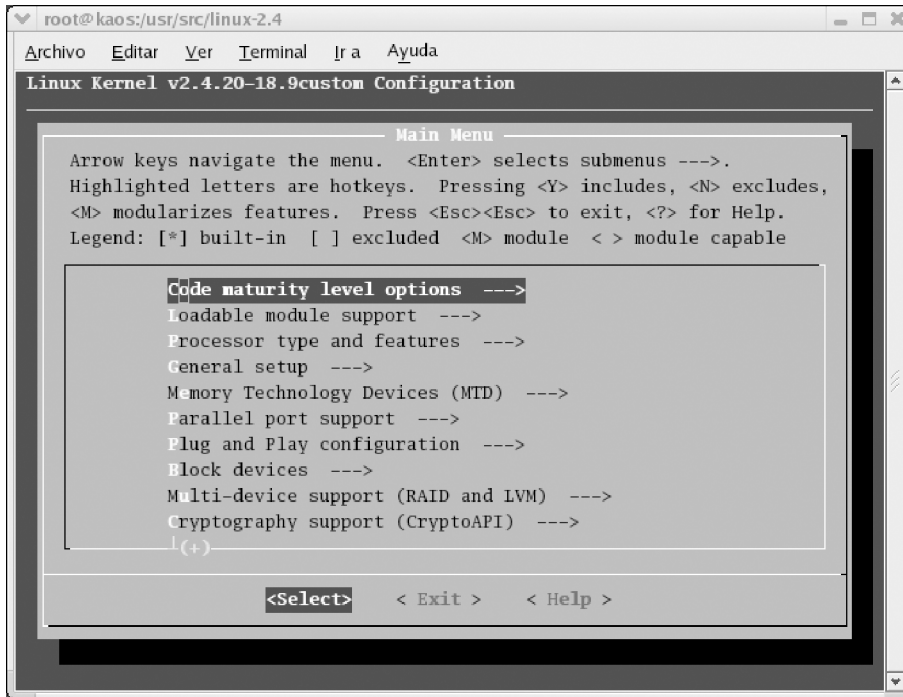 root@kaos:/usr/src/linux-2.4
Archivo Editar Ver Terminal Ir a Ayuda
Linux Kernel v2.4.20-18.9custom Configuration
Main Menu
Arrow keys navigate the menu. <Enter> selects submenus --->.
Highlighted letters are hotkeys. Pressing <Y> includes, <N> excludes,
<M> modularizes features. Press <Esc><Esc> to exit, <?> for Help.
Legend: [*] built-in [ ] excluded <M> module < > module capable
Code maturity level options --->
Loadable module support --->
Processor type and features --->
General setup --->
Memory Technology Devices (MTD) --->
Parallel port support --->
Plug and Play configuration --->
Block devices --->
Multi-device support (RAID and LVM) --->
Cryptography support (CryptoAPI) --->
(+)
<Select> < Exit > < Help >